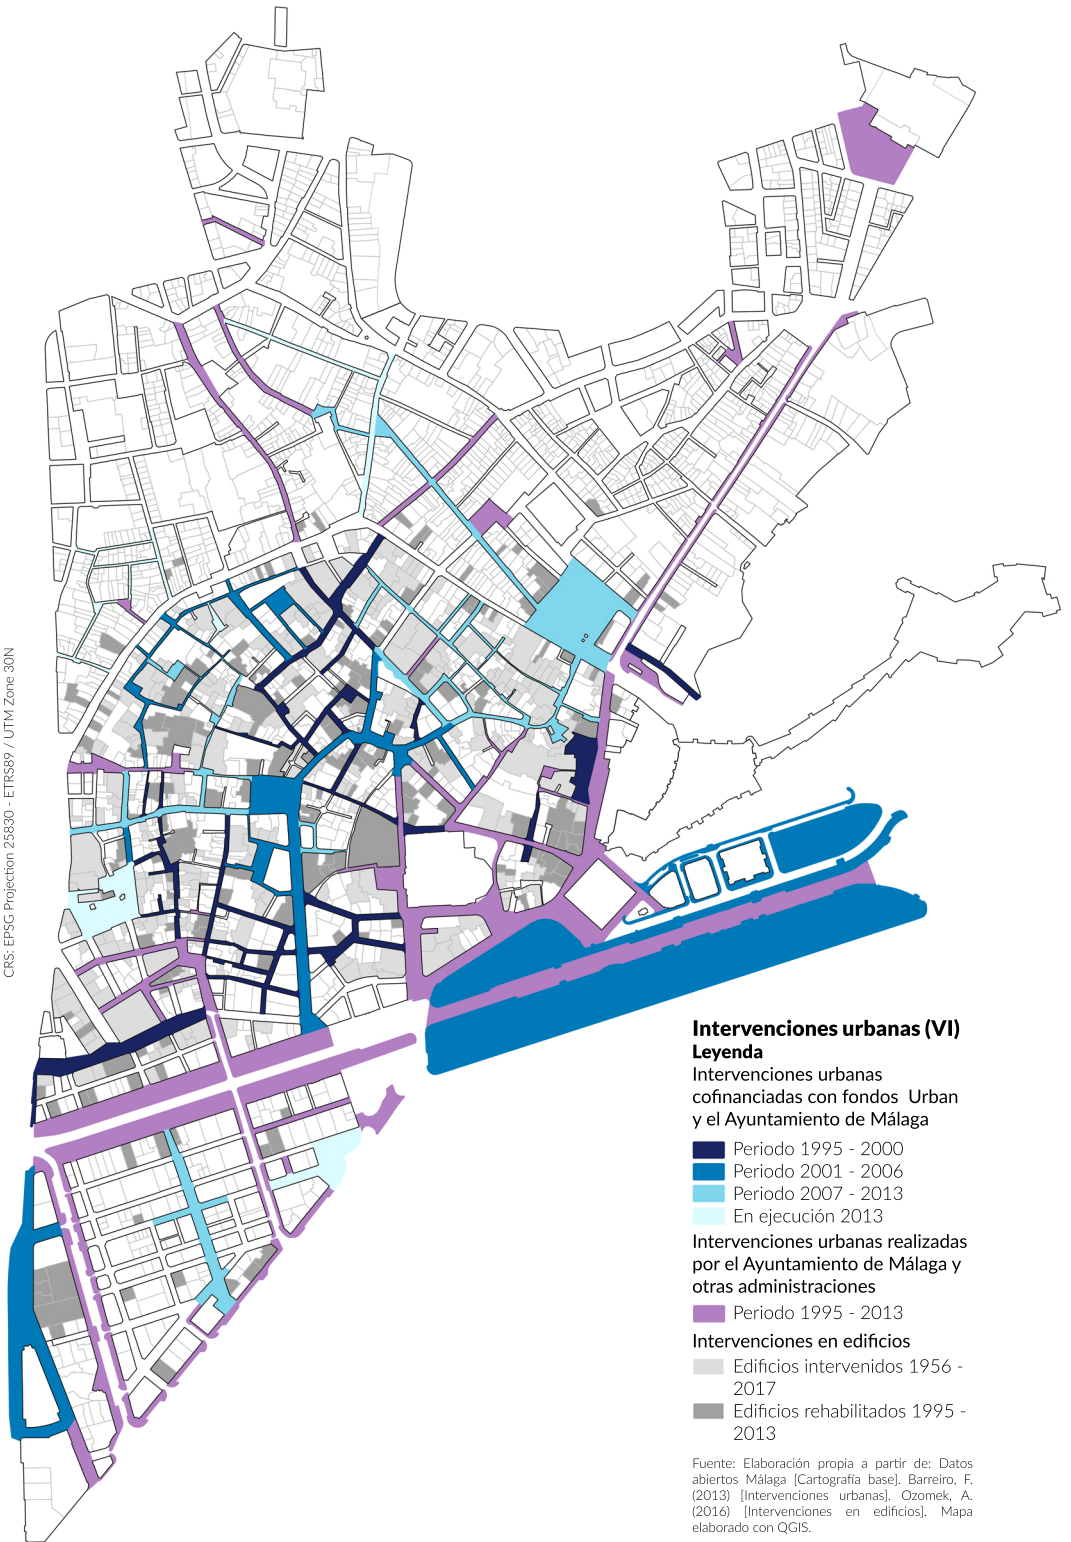 CRS: EPSG Projection 25830 - ETRS89 / UTM Zone 30N
Intervenciones urbanas (VI)
Leyenda
Intervenciones urbanas
cofinanciadas con fondos Urban
y el Ayuntamiento de Málaga
Periodo 1995 - 2000
Periodo 2001 - 2006
Periodo 2007 - 2013
En ejecución 2013
Intervenciones urbanas realizadas
por el Ayuntamiento de Málaga y
otras administraciones
Periodo 1995 - 2013
Intervenciones en edificios
Edificios intervenidos 1956 -
2017
Edificios rehabilitados 1995 -
2013
Fuente: Elaboración propia a partir de: Datos
abiertos Málaga [Cartografía base]. Barreiro, F.
(2013) [Intervenciones urbanas]. Ozomek, A.
(2016) [Intervenciones en edificios]. Mapa
elaborado con QGIS.